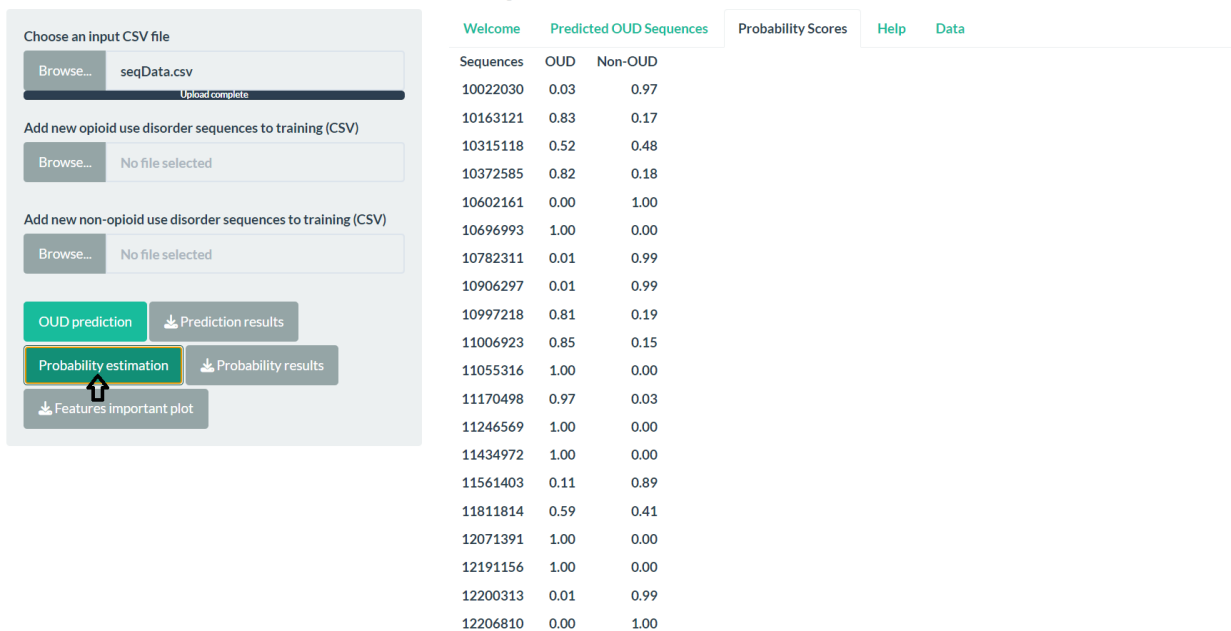 Choose an input CSV file
Browse... seqData.csv
Upload complete
Add new opioid use disorder sequences to training (CSV)
Browse... No file selected
Add new non-opioid use disorder sequences to training (CSV)
Browse... No file selected
OUD prediction Prediction results
Probability estimation Probability results
Features important plot
Welcome Predicted OUD Sequences Probability Scores Help Data
Sequences OUD Non-OUD
10022030 0.03 0.97
10163121 0.83 0.17
10315118 0.52 0.48
10372585 0.82 0.18
10602161 0.00 1.00
10696993 1.00 0.00
10782311 0.01 0.99
10906297 0.01 0.99
10997218 0.81 0.19
11006923 0.85 0.15
11055316 1.00 0.00
11170498 0.97 0.03
11246569 1.00 0.00
11434972 1.00 0.00
11561403 0.11 0.89
11811814 0.59 0.41
12071391 1.00 0.00
12191156 1.00 0.00
12200313 0.01 0.99
12206810 0.00 1.00